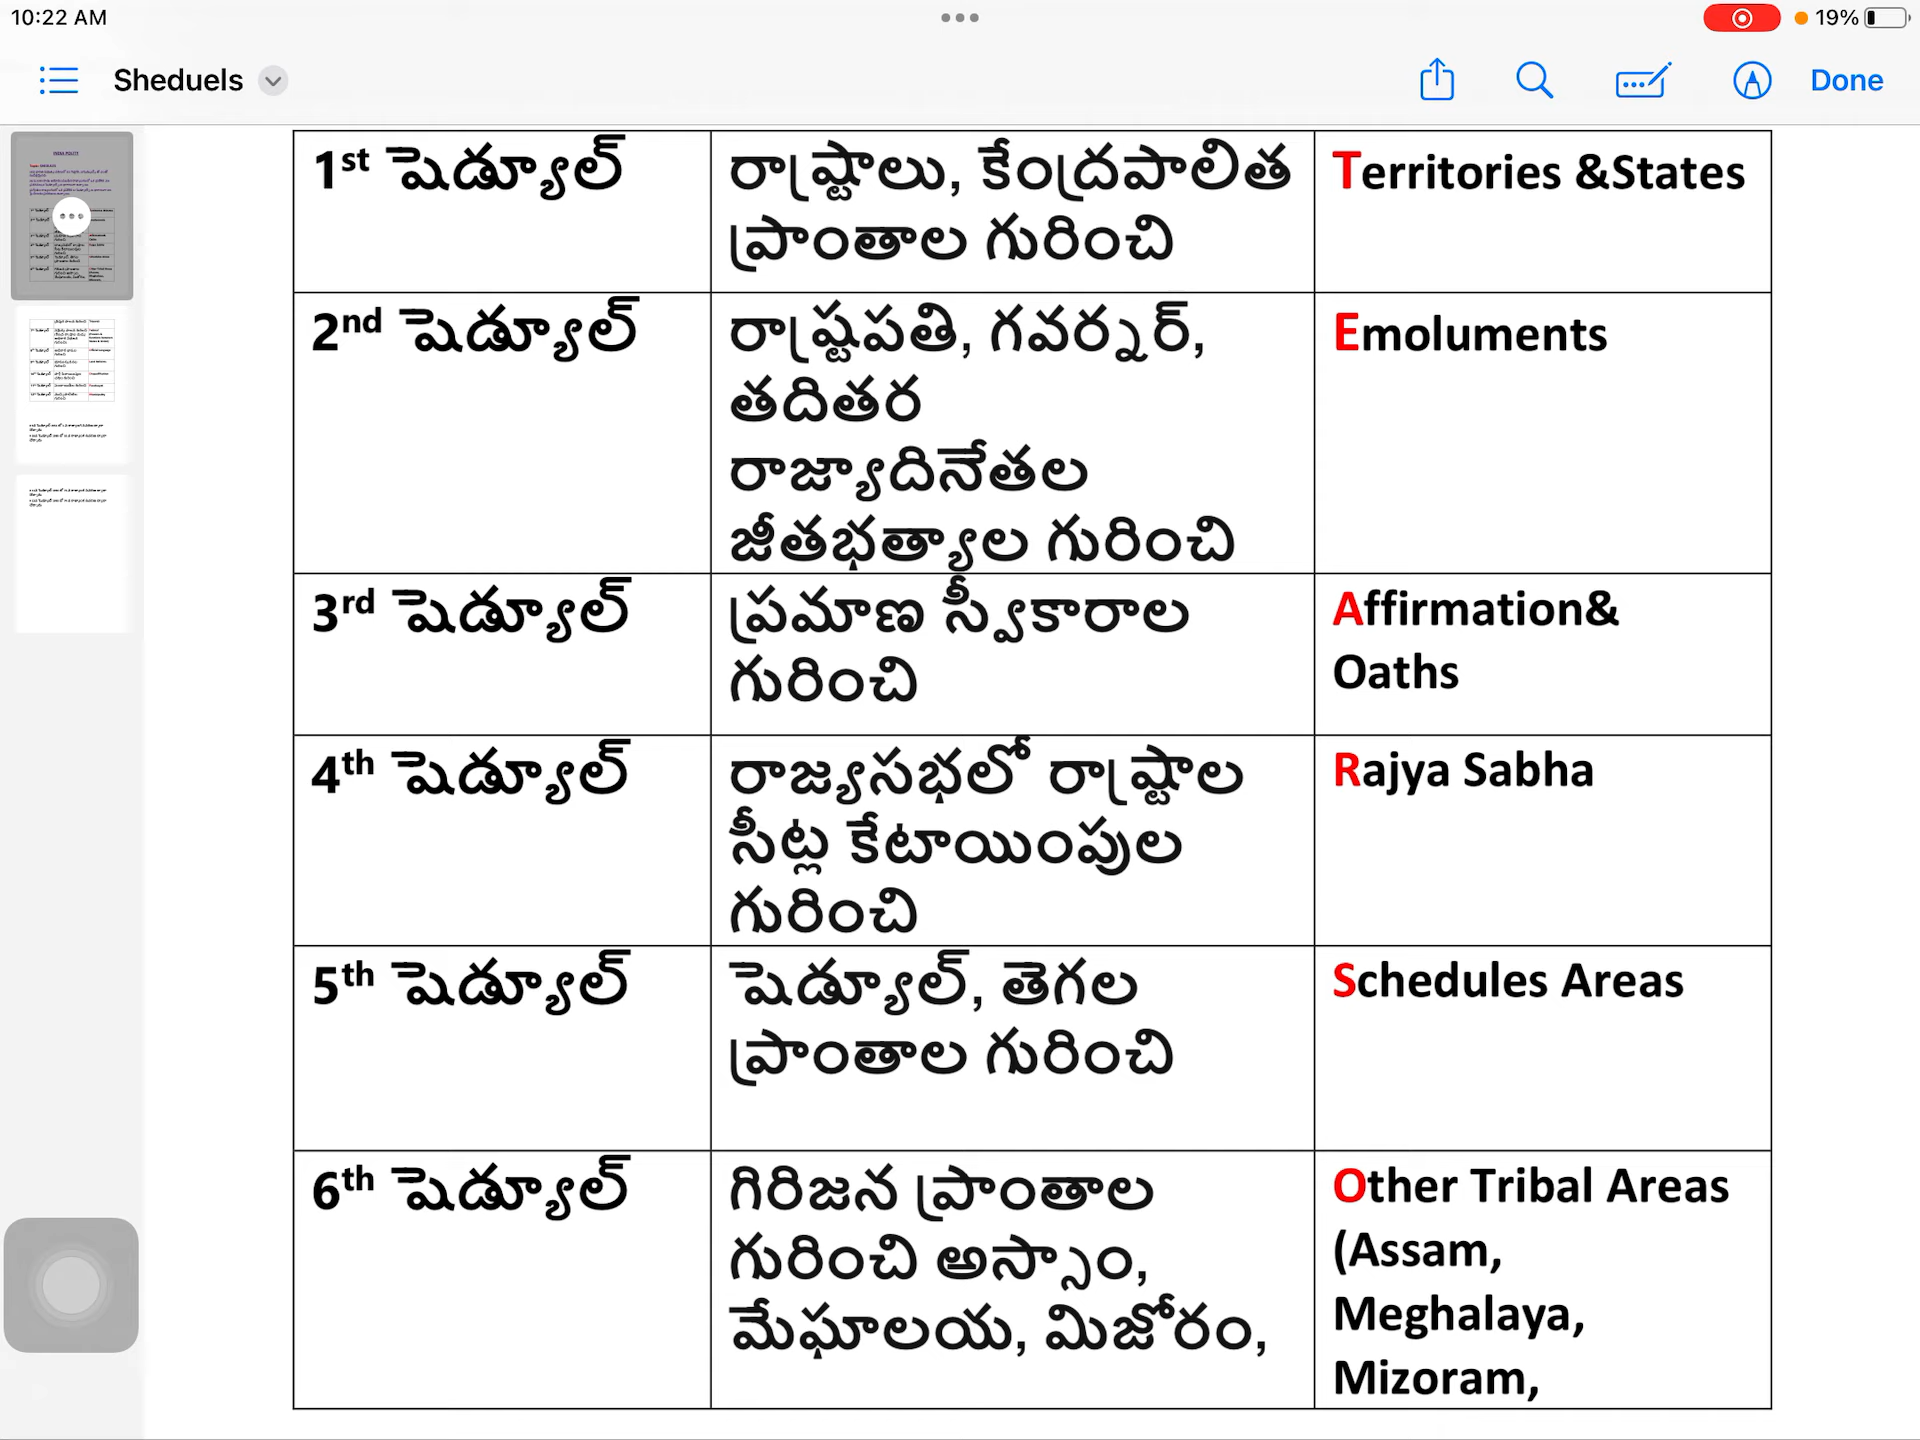 10:22 AM
19%
Sheduels
Done
1st షెడ్యూల్
రాష్ట్రాలు, కేంద్రపాలిత
ప్రాంతాల గురించి
Territories &States
2nd షెడ్యూల్
రాష్ట్రపతి, గవర్నర్,
తదితర
రాజ్యాదినేతల
జీతభత్యాల గురించి
Emoluments
3rd షెడ్యూల్
ప్రమాణ స్వీకారాల
గురించి
Affirmation&
Oaths
4th షెడ్యూల్
రాజ్యసభలో రాష్ట్రాల
సీట్ల కేటాయింపుల
గురించి
Rajya Sabha
5th షెడ్యూల్
షెడ్యూల్, తెగల
ప్రాంతాల గురించి
Schedules Areas
6th షెడ్యూల్
గిరిజన ప్రాంతాల
గురించి అస్సాం,
మేఘాలయ, మిజోరం,
Other Tribal Areas
(Assam,
Meghalaya,
Mizoram,